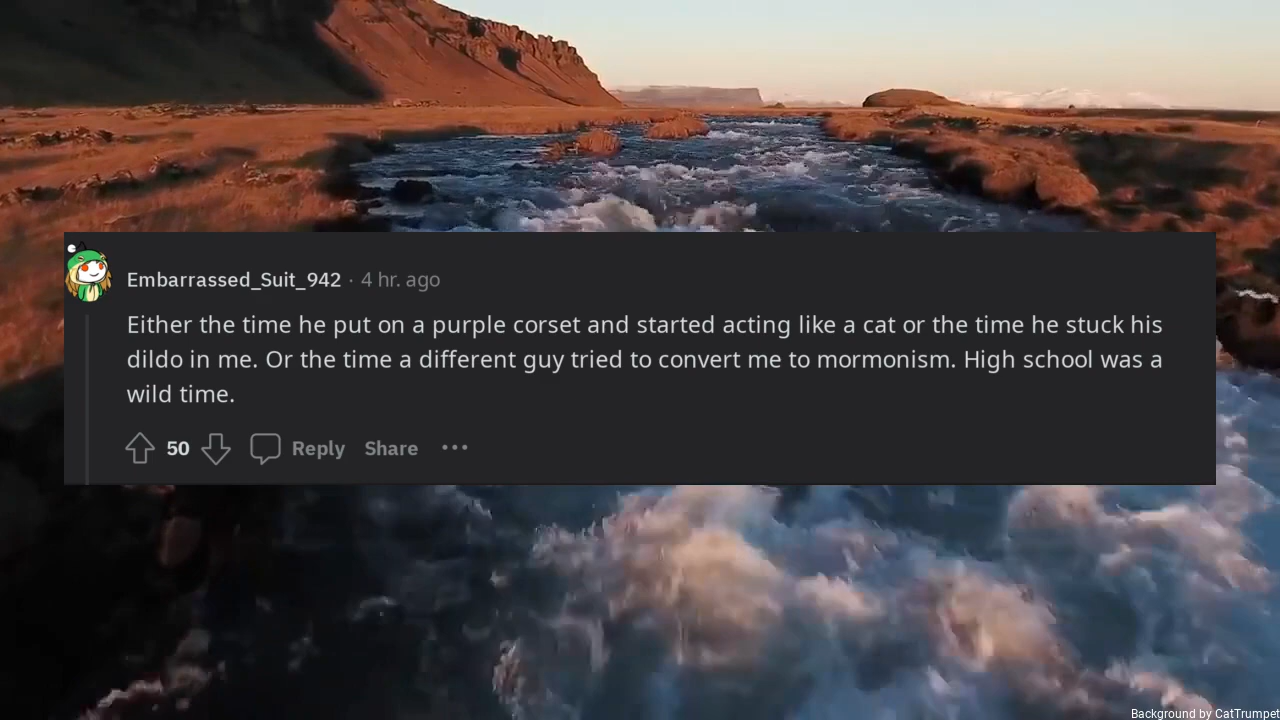 Embarrassed_Suit_942 · 4 hr. ago
Either the time he put on a purple corset and started acting like a cat or the time he stuck his
dildo in me. Or the time a different guy tried to convert me to mormonism. High school was a
wild time.
50 Reply Share ···
Background by CatTrumpet